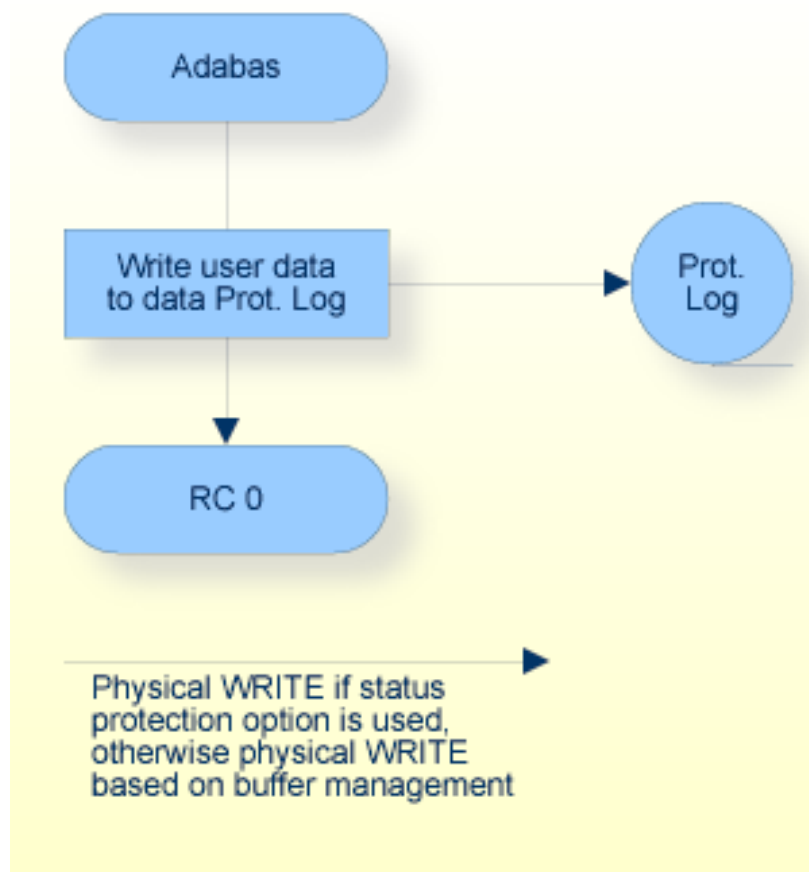 Adabas
Write user data
to data Prot. Log
Prot.
Log
RC 0
Physical WRITE if status
protection option is used,
otherwise physical WRITE
based on buffer management